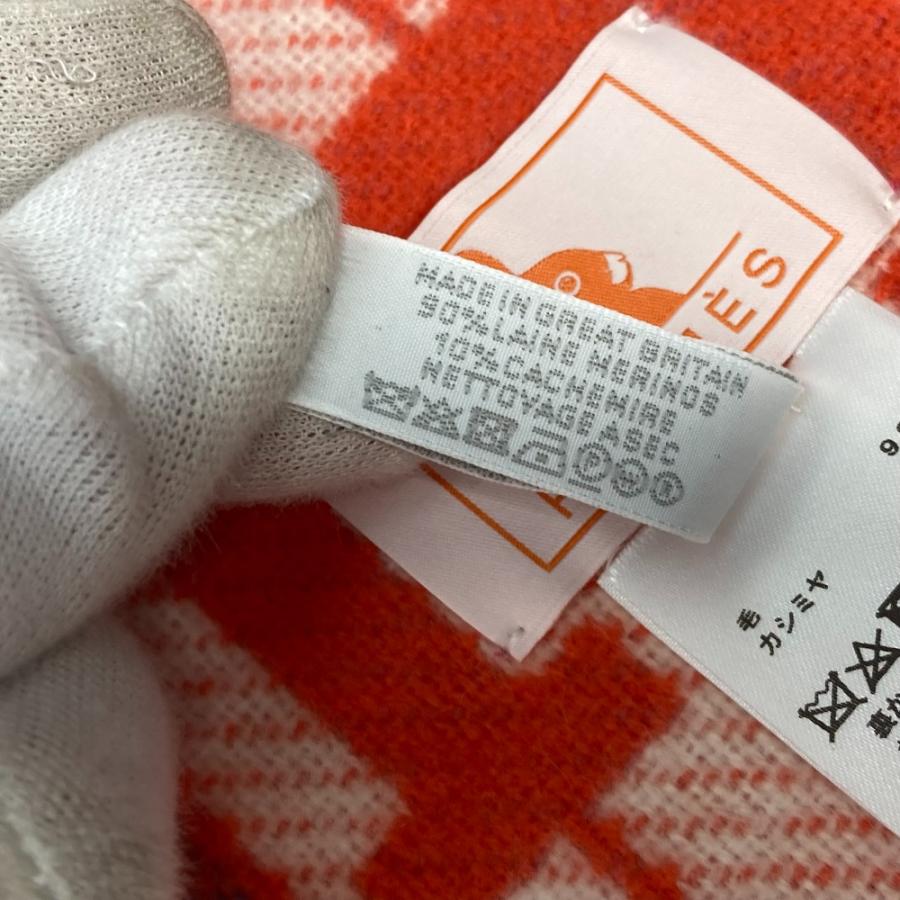 MADE IN GREAT BRITAIN
90% LAINE MERINOS
10% CACHEMIRE
NETTOYAGE A SEC
ÈS
毛
カシミヤ